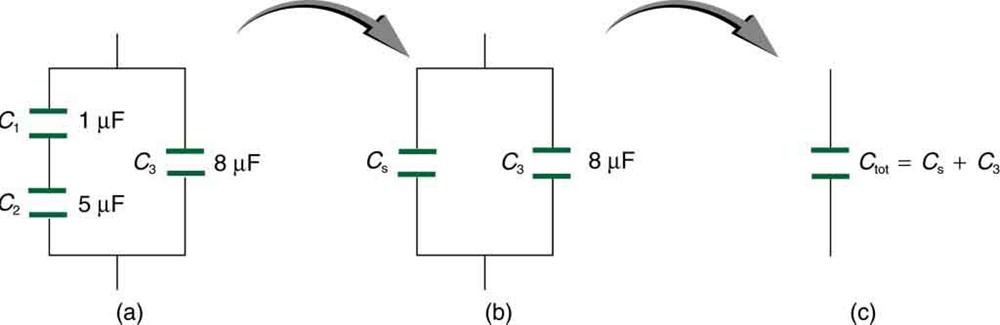 C₁ 1 μF
C₂ 5 μF
C₃ 8 μF
(a)
Cₛ
C₃ 8 μF
(b)
Cₜₒₜ = Cₛ + C₃
(c)